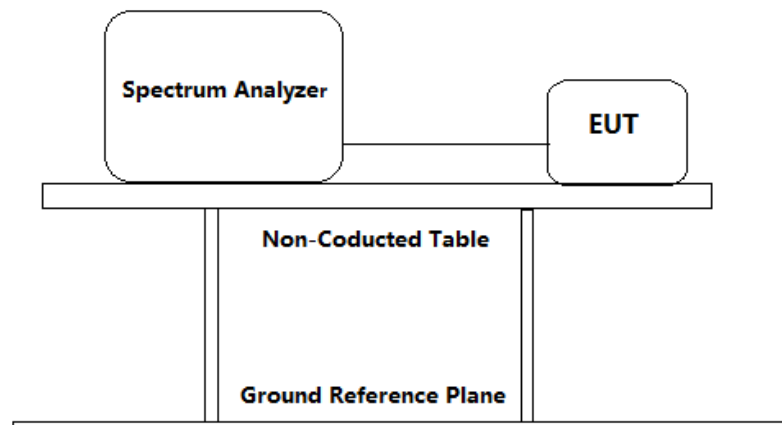 Spectrum Analyzer
EUT
Non-Coducted Table
Ground Reference Plane